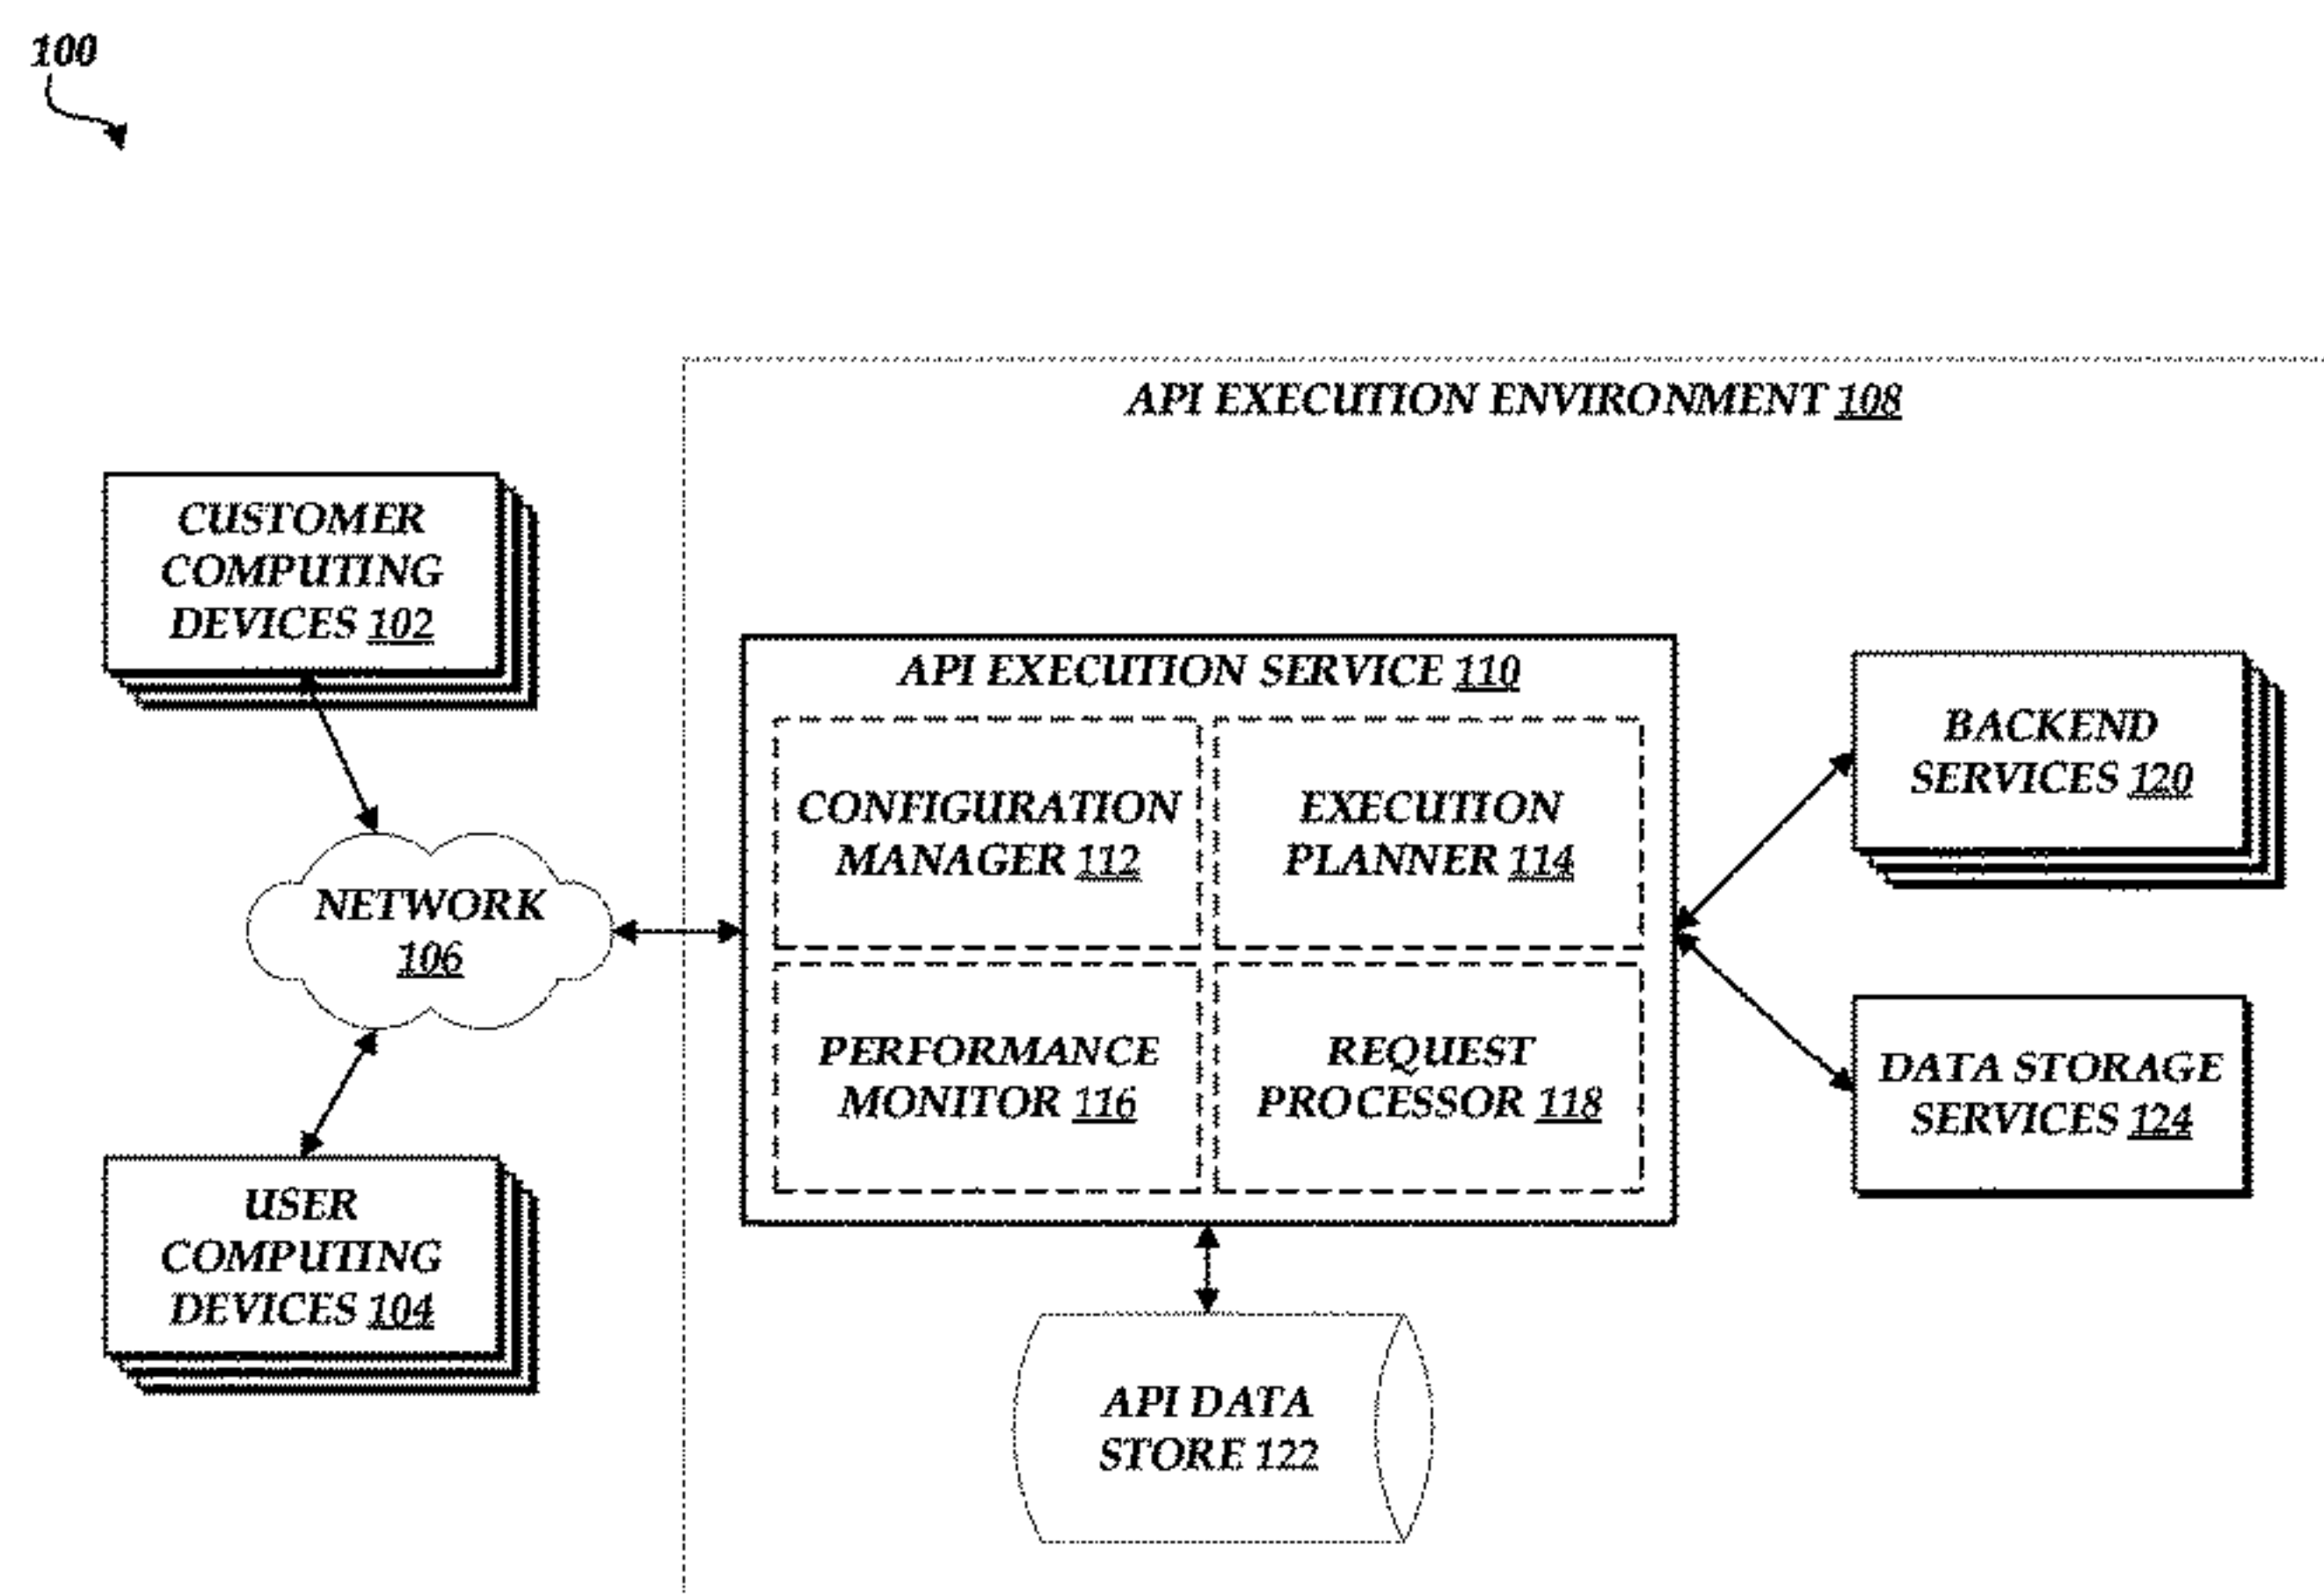 100
API EXECUTION ENVIRONMENT 108
CUSTOMER
COMPUTING
DEVICES 102
NETWORK
106
USER
COMPUTING
DEVICES 104
API EXECUTION SERVICE 110
CONFIGURATION
MANAGER 112
EXECUTION
PLANNER 114
PERFORMANCE
MONITOR 116
REQUEST
PROCESSOR 118
BACKEND
SERVICES 120
DATA STORAGE
SERVICES 124
API DATA
STORE 122